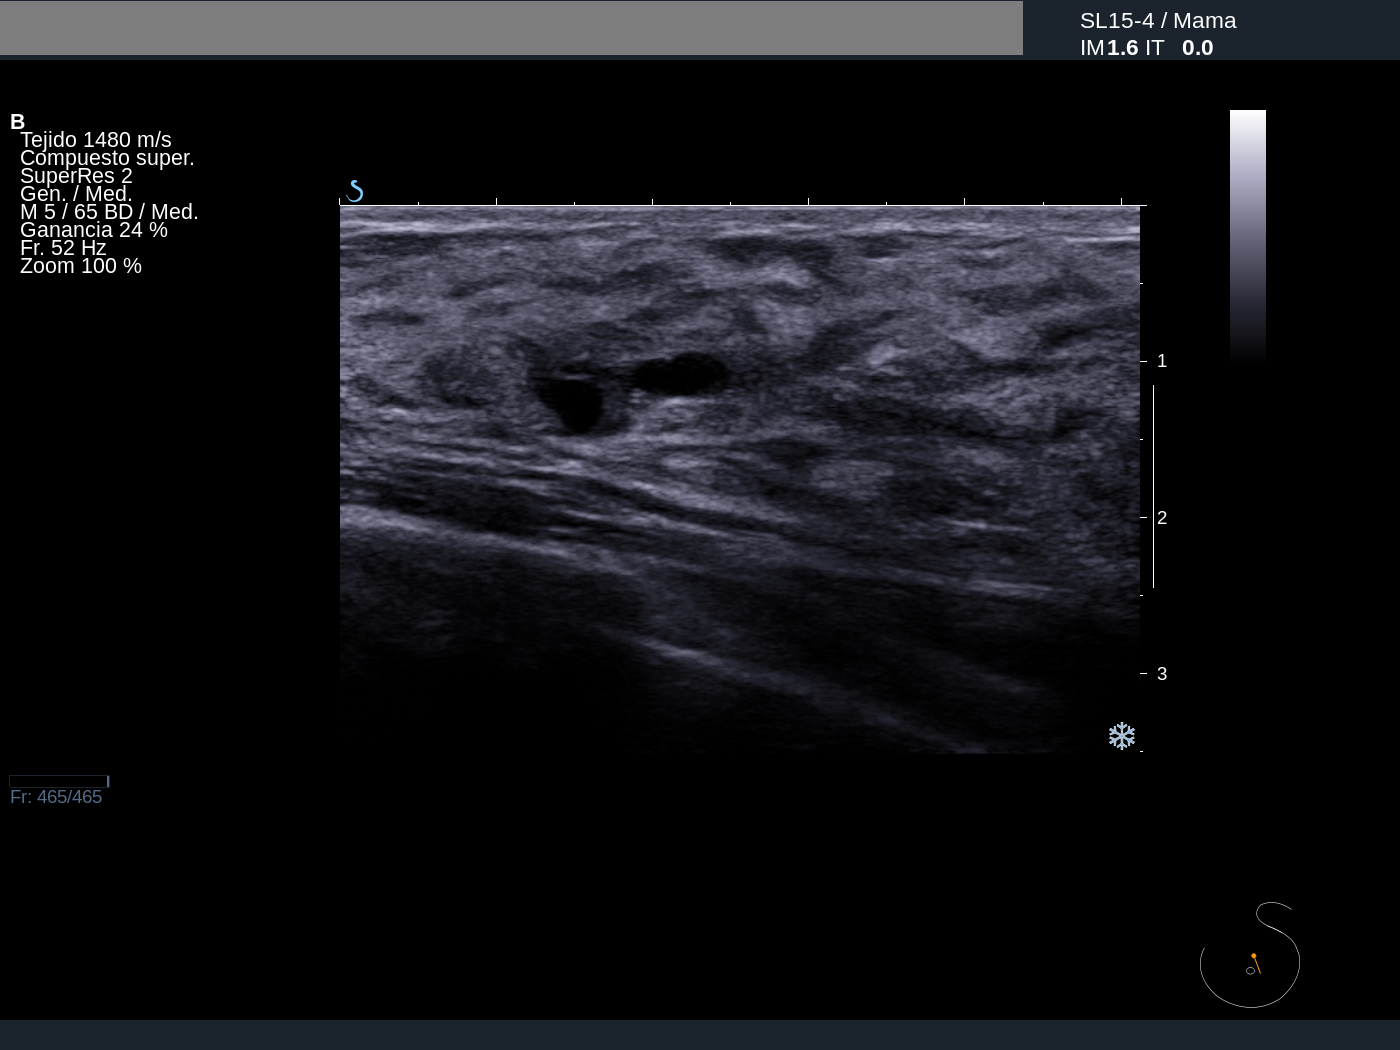 SL15-4 / Mama
IM 1.6 IT 0.0
B
Tejido 1480 m/s
Compuesto super.
SuperRes 2
Gen. / Med.
M 5 / 65 BD / Med.
Ganancia 24 %
Fr. 52 Hz
Zoom 100 %
1
2
3
Fr: 465/465